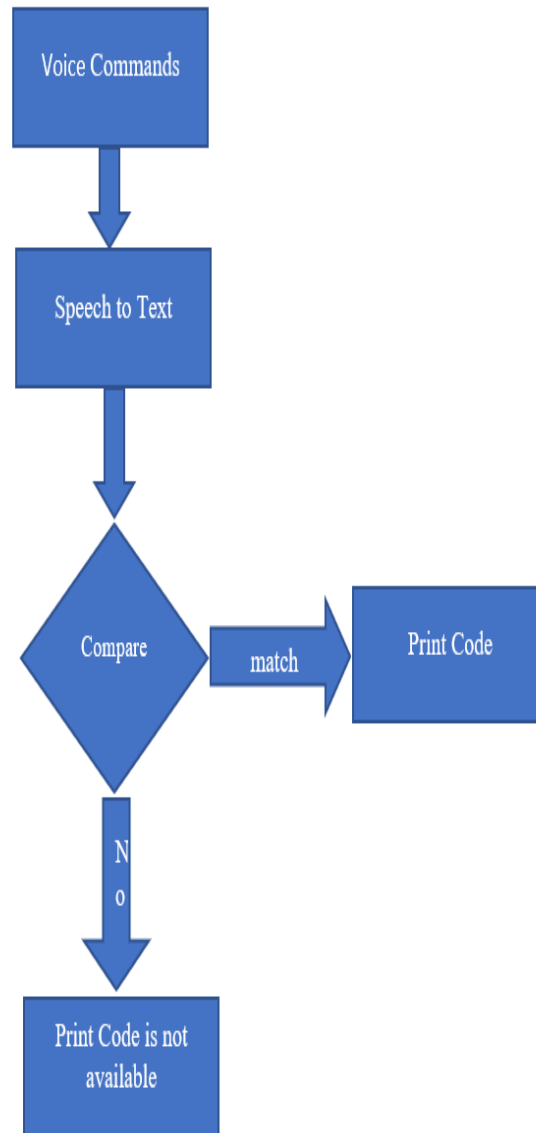 Voice Commands
Speech to Text
Compare
match
Print Code
N
o
Print Code is not
available